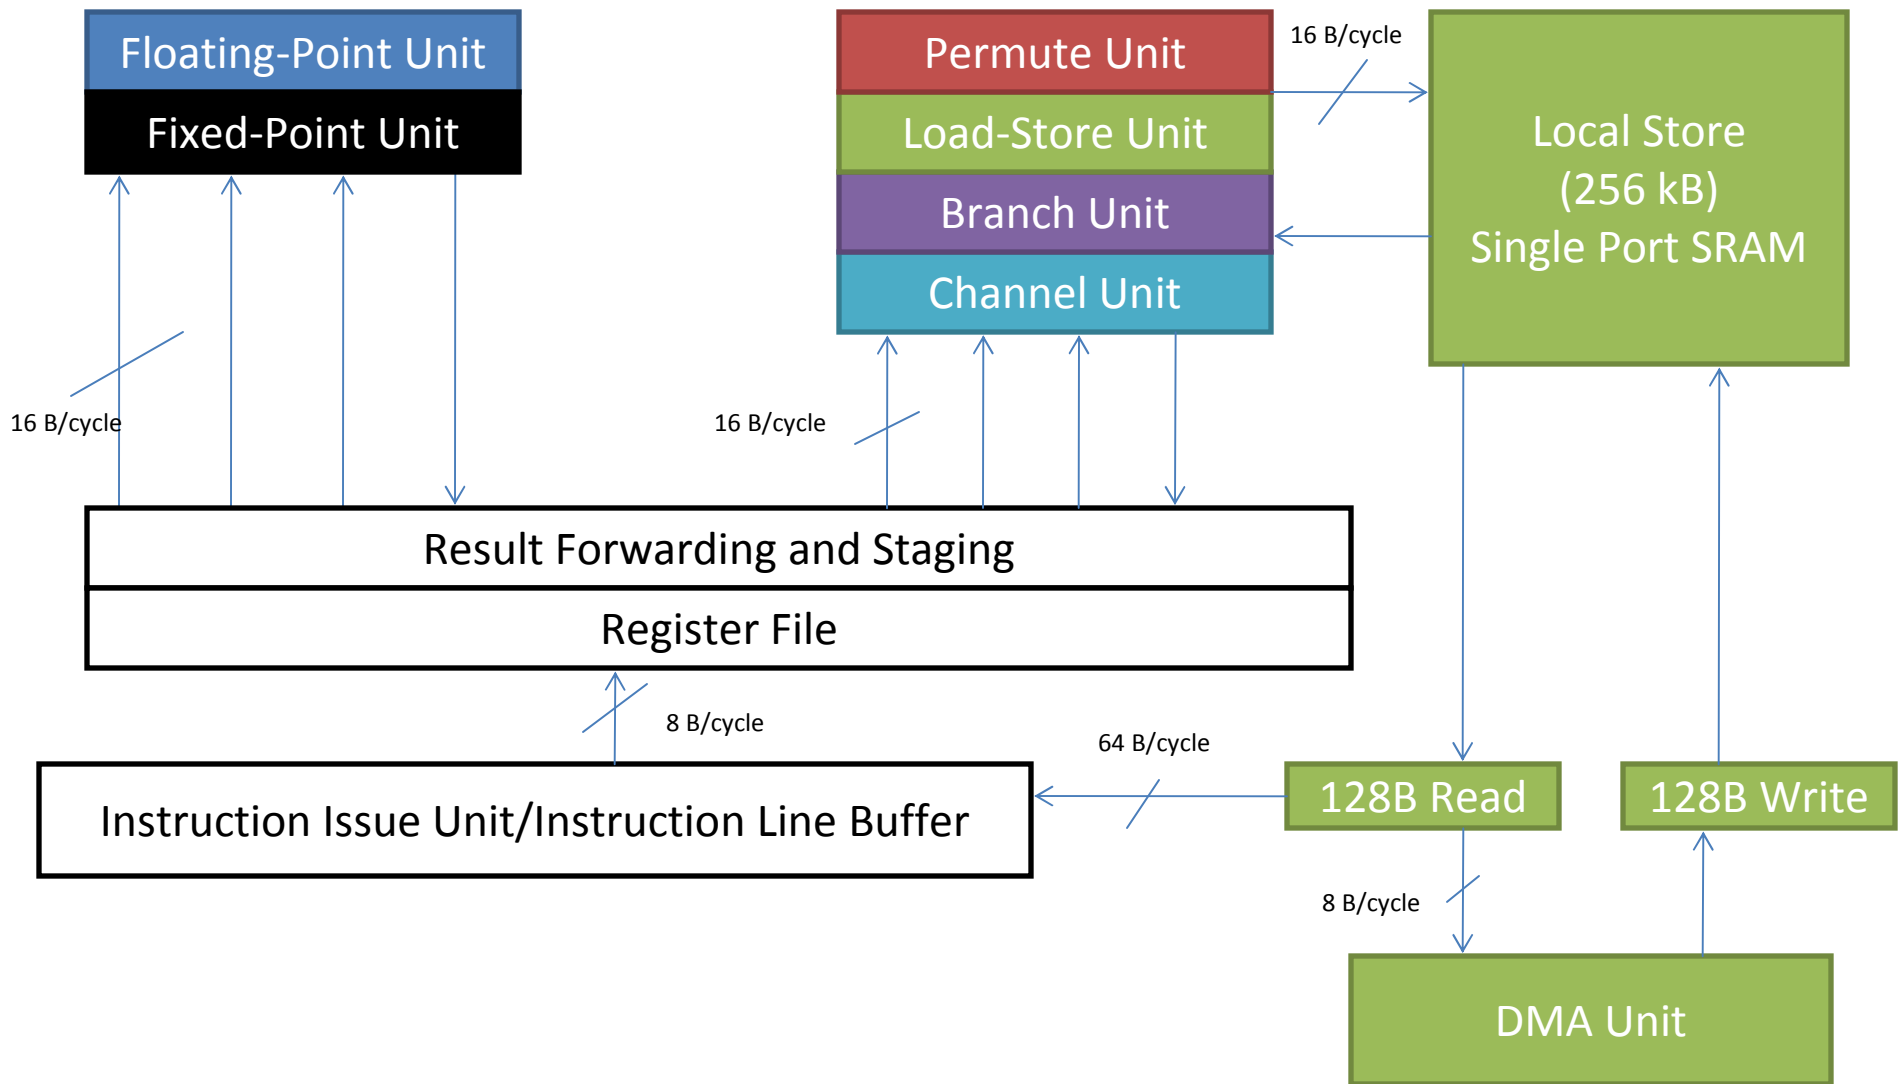 Floating-Point Unit
Fixed-Point Unit
Permute Unit
Load-Store Unit
Branch Unit
Channel Unit
16 B/cycle
Local Store
(256 kB)
Single Port SRAM
16 B/cycle
16 B/cycle
Result Forwarding and Staging
Register File
8 B/cycle
64 B/cycle
Instruction Issue Unit/Instruction Line Buffer
128B Read
128B Write
8 B/cycle
DMA Unit